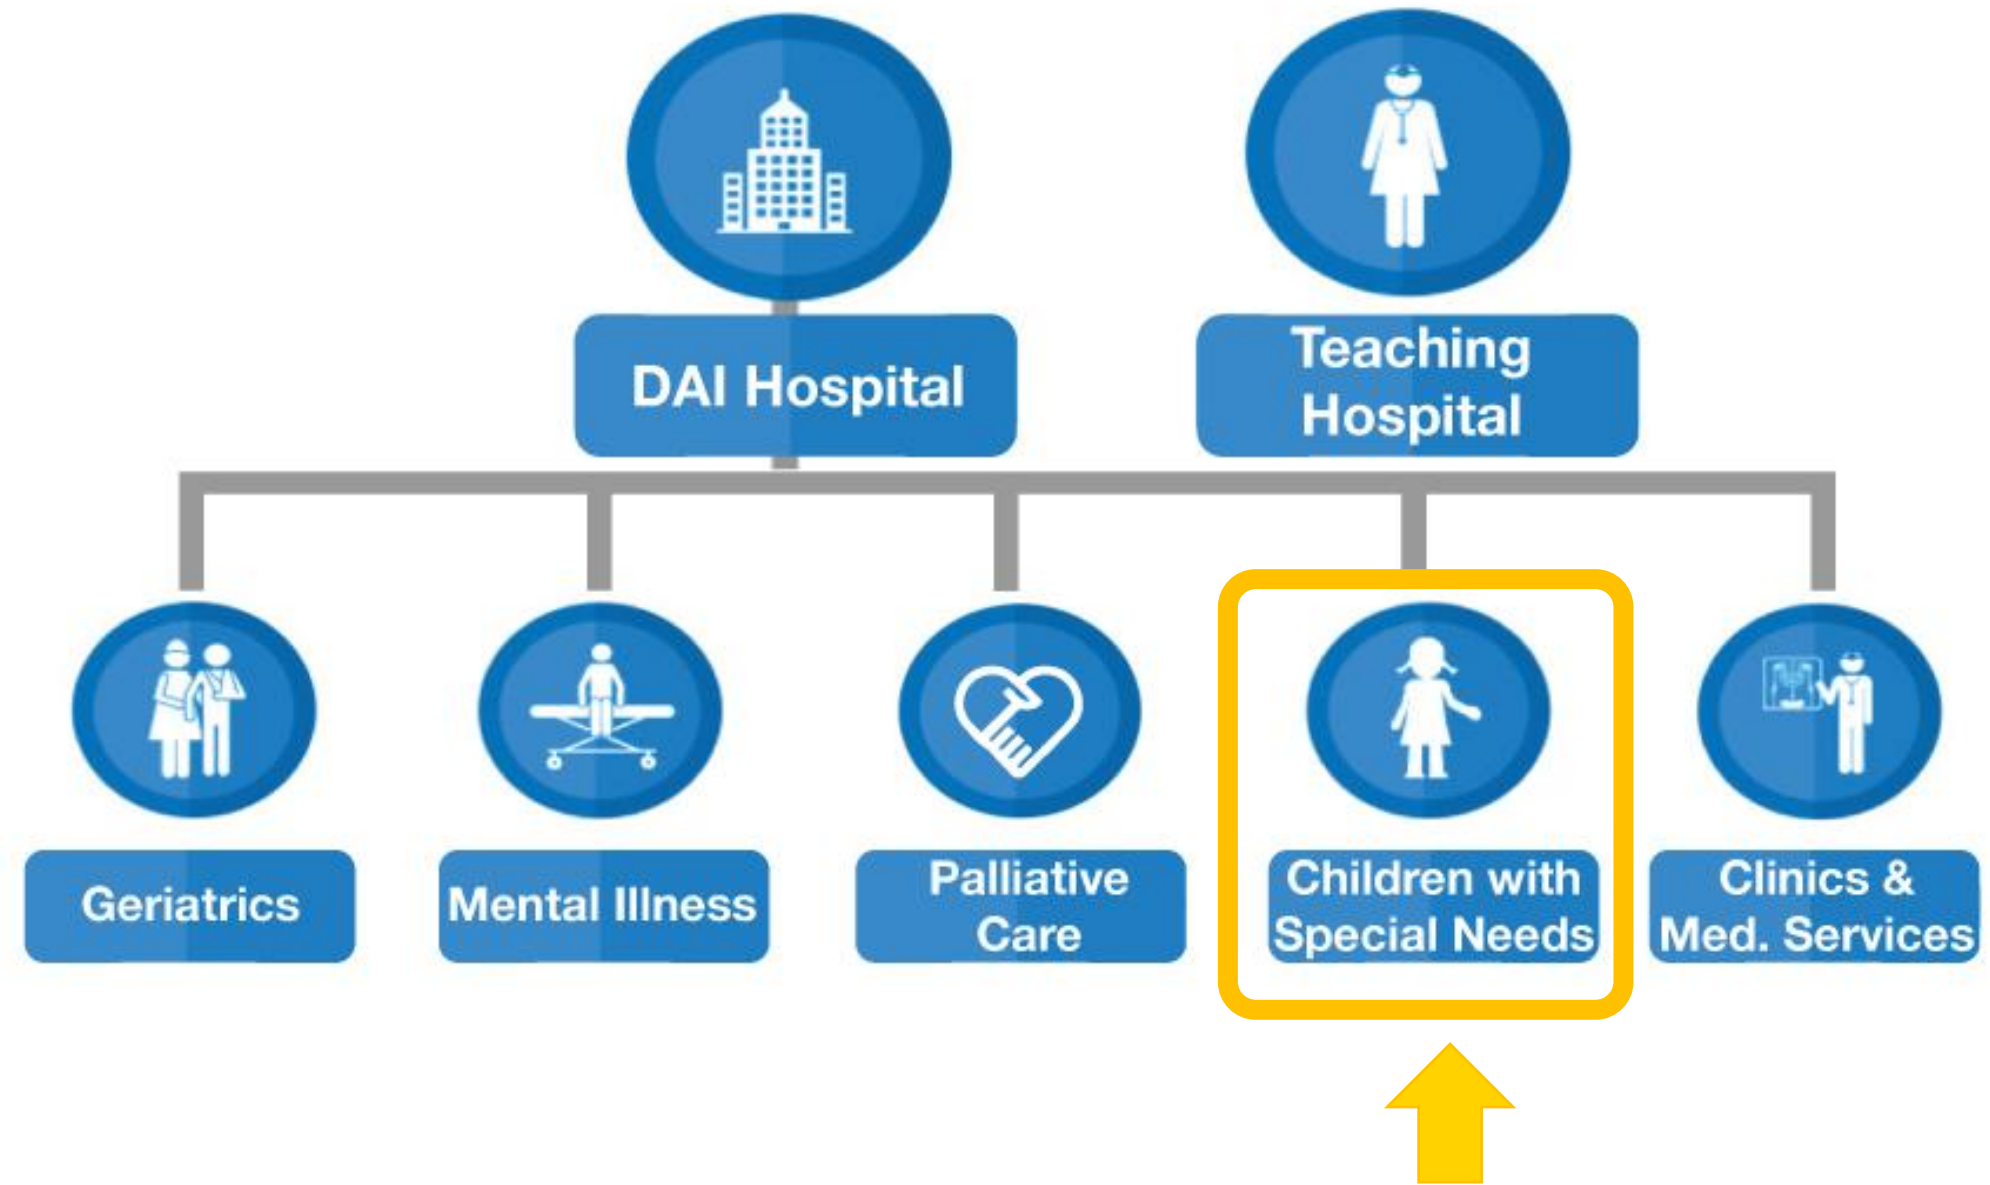 DAI Hospital
Teaching
Hospital
Geriatrics
Mental Illness
Palliative
Care
Children with
Special Needs
Clinics &
Med. Services